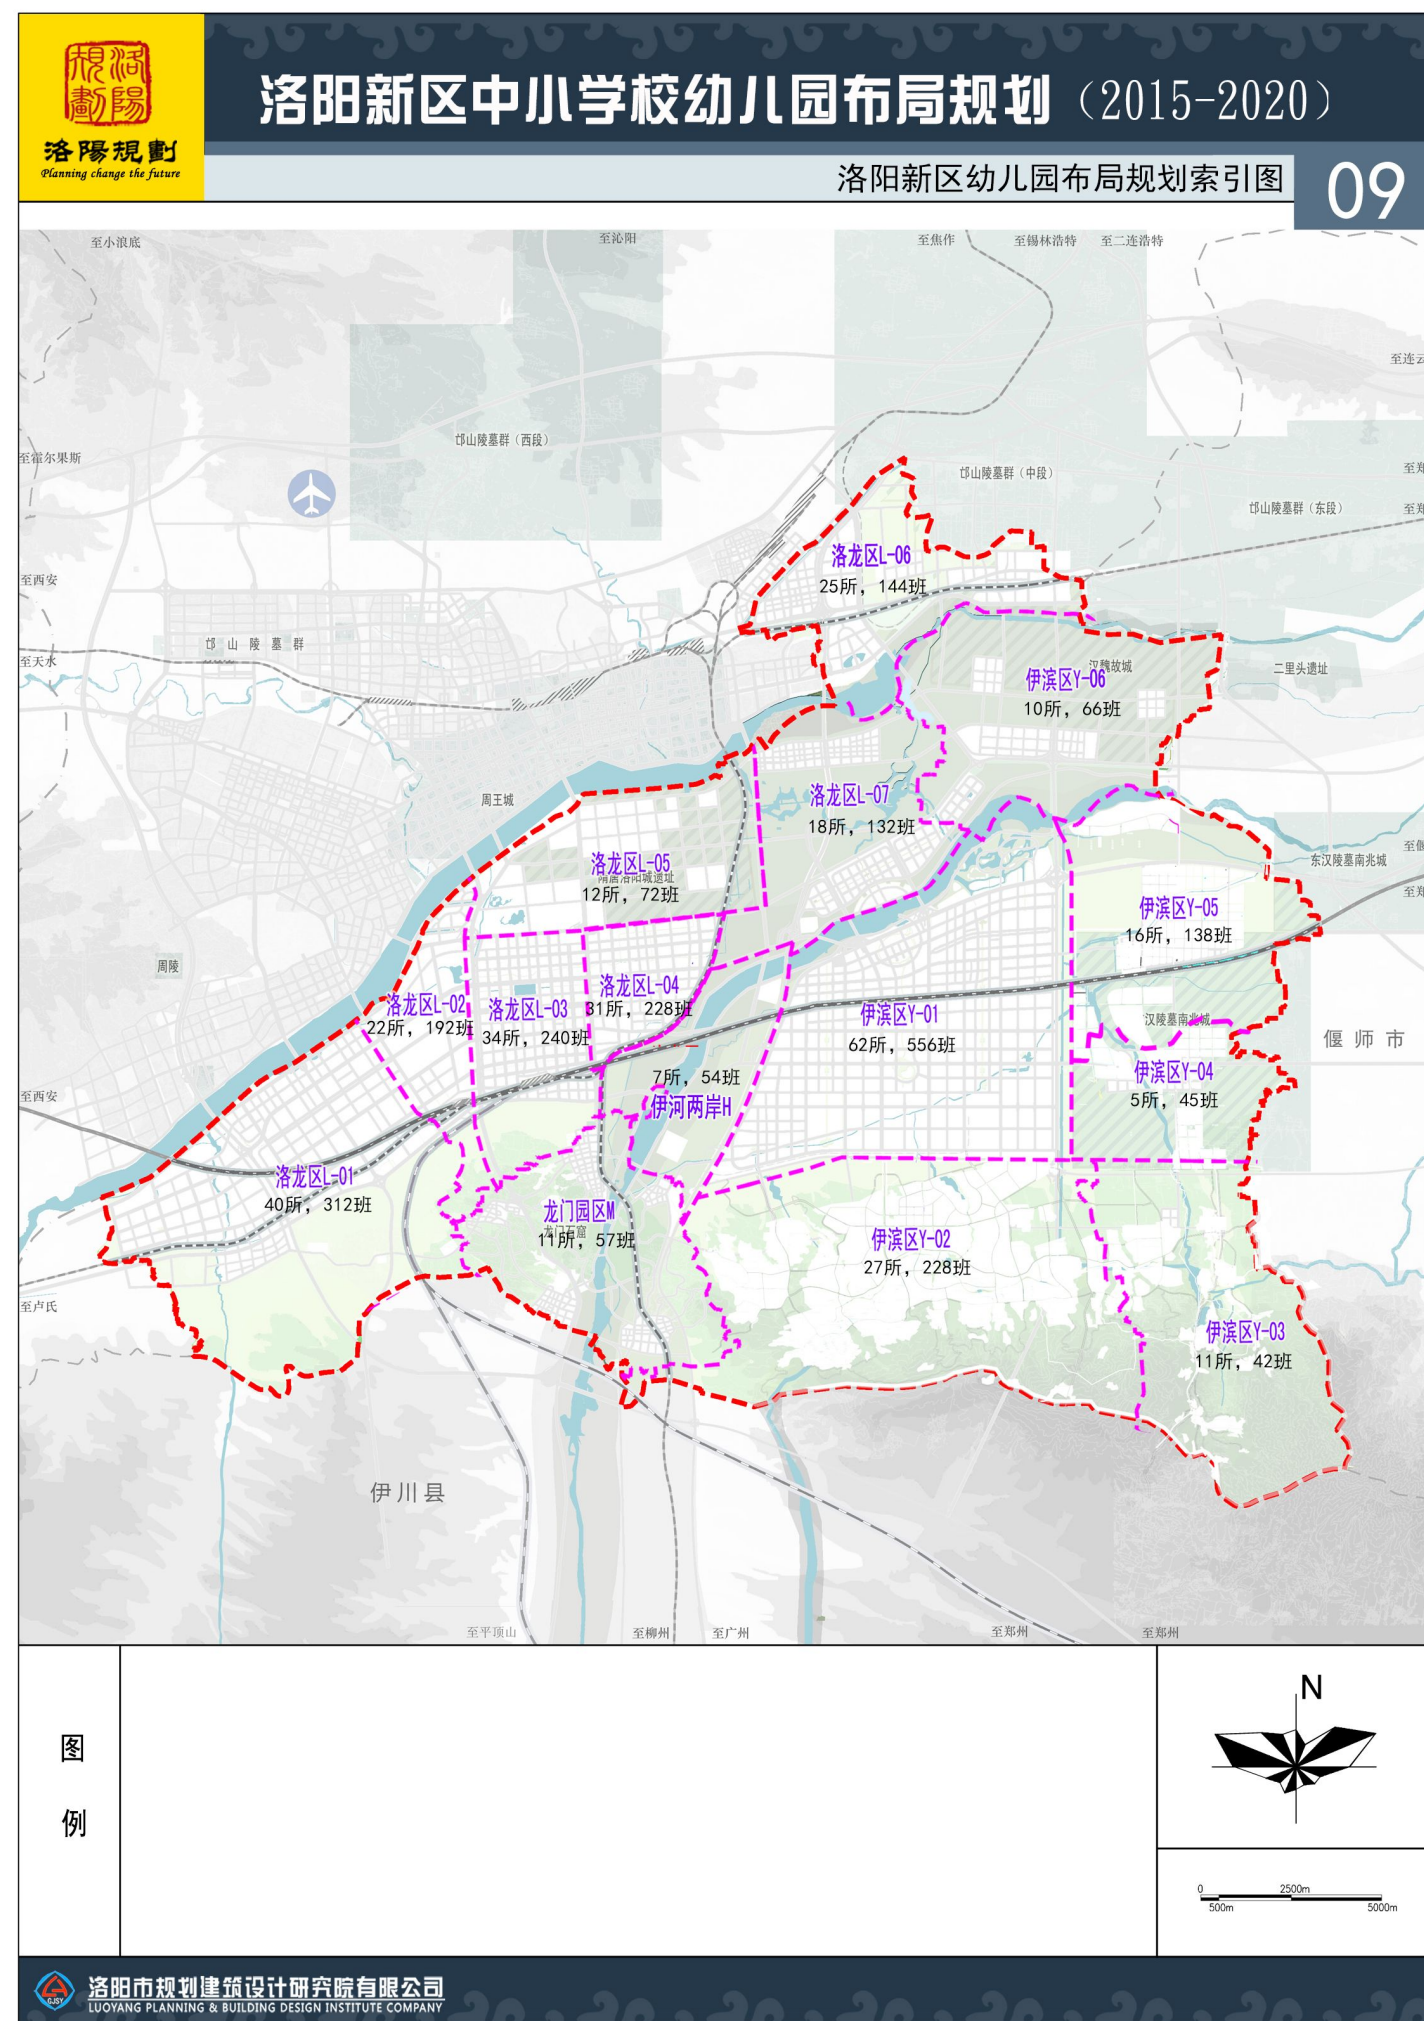 洛陽規劃
洛陽規劃
Planning change the future
洛阳新区中小学校幼儿园布局规划（2015-2020）
洛阳新区幼儿园布局规划索引图
09
至小浪底
至沁阳
至焦作
至锡林浩特
至二连浩特
至连云
邙山陵墓群（西段）
至霍尔果斯
邙山陵墓群（中段）
至郑
邙山陵墓群（东段）
至郑
洛龙区L-06
25所，144班
至西安
邙山陵墓群
至天水
汉魏故城
二里头遗址
伊滨区Y-06
10所，66班
周王城
洛龙区L-07
18所，132班
至偃
东汉陵墓南兆域
洛龙区L-05
隋唐洛阳城遗址
12所，72班
至郑
伊滨区Y-05
16所，138班
周陵
洛龙区L-02
22所，192班
洛龙区L-03
34所，240班
洛龙区L-04
31所，228班
伊滨区Y-01
62所，556班
汉陵墓南兆域
偃师市
7所，54班
伊河两岸H
伊滨区Y-04
5所，45班
至西安
洛龙区L-01
40所，312班
龙门园区M
龙门石窟
11所，57班
伊滨区Y-02
27所，228班
至卢氏
伊滨区Y-03
11所，42班
伊川县
至平顶山
至柳州
至广州
至郑州
至郑州
图例
N
0
2500m
500m
5000m
GJSY
洛阳市规划建筑设计研究院有限公司
LUOYANG PLANNING & BUILDING DESIGN INSTITUTE COMPANY